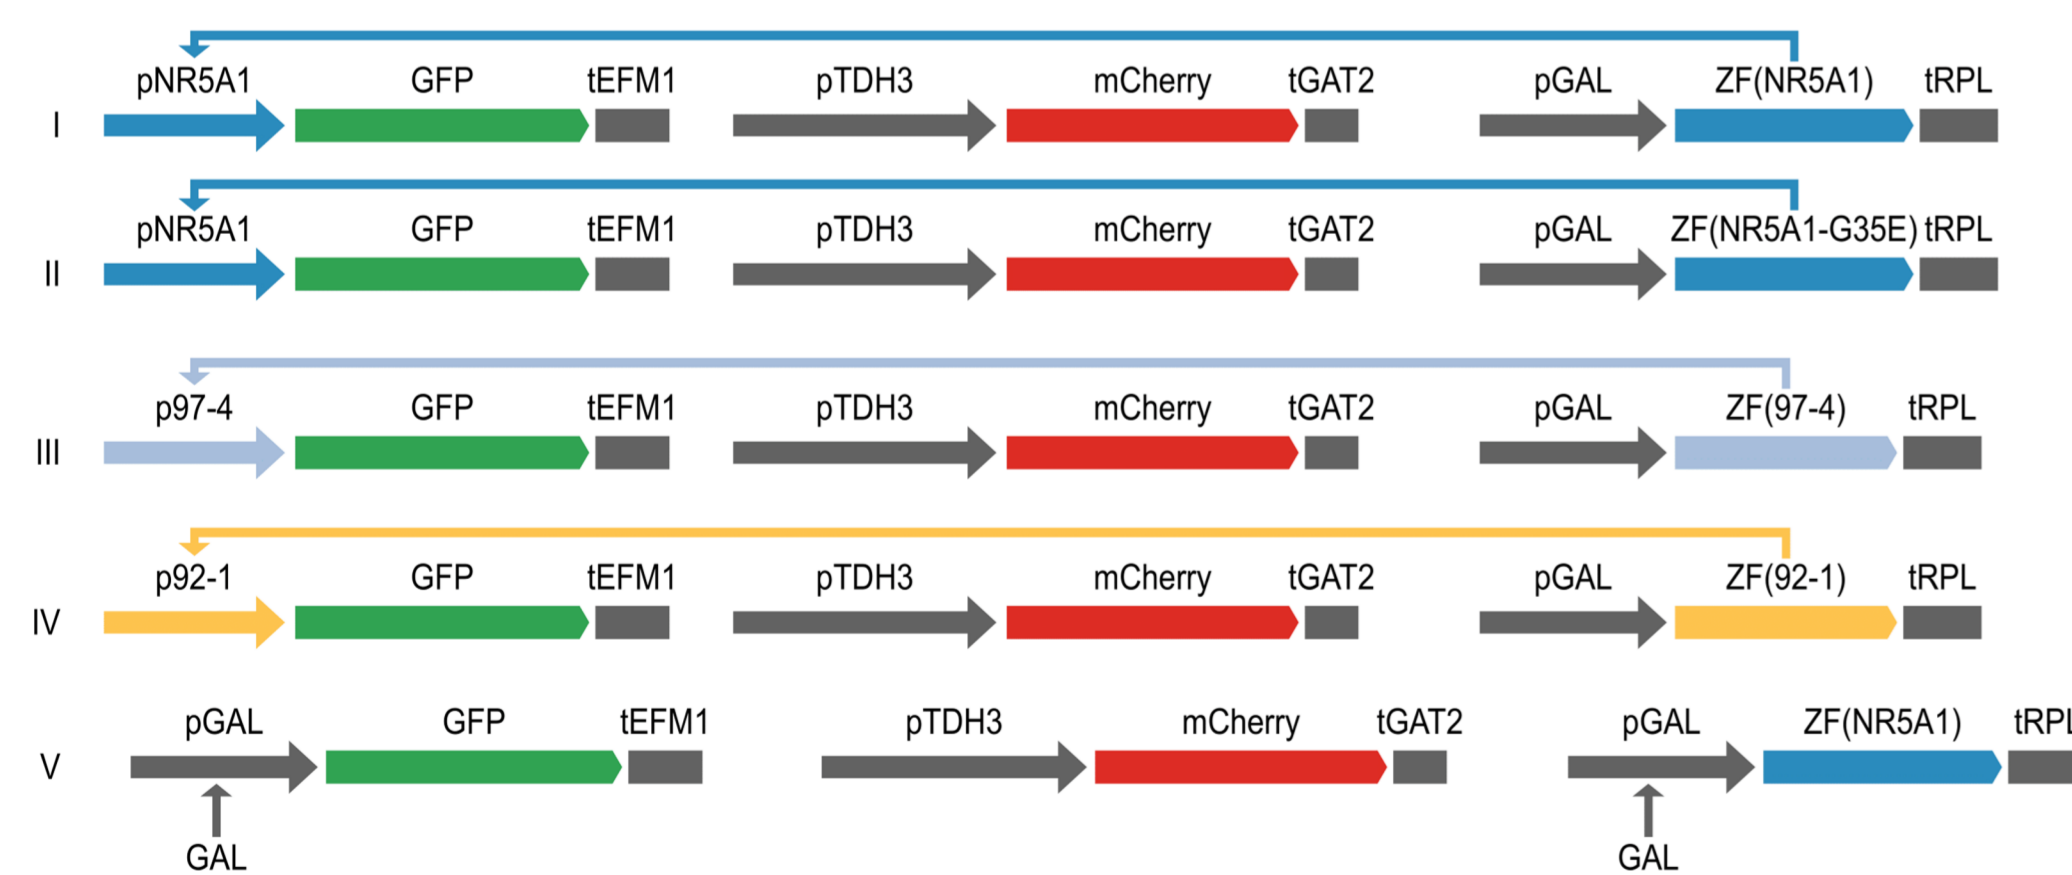 pNR5A1 GFP tEFM1 pTDH3 mCherry tGAT2 pGAL ZF(NR5A1) tRPL
I
pNR5A1 GFP tEFM1 pTDH3 mCherry tGAT2 pGAL ZF(NR5A1-G35E) tRPL
II
p97-4 GFP tEFM1 pTDH3 mCherry tGAT2 pGAL ZF(97-4) tRPL
III
p92-1 GFP tEFM1 pTDH3 mCherry tGAT2 pGAL ZF(92-1) tRPL
IV
pGAL GFP tEFM1 pTDH3 mCherry tGAT2 pGAL ZF(NR5A1) tRPL
V
GAL GAL